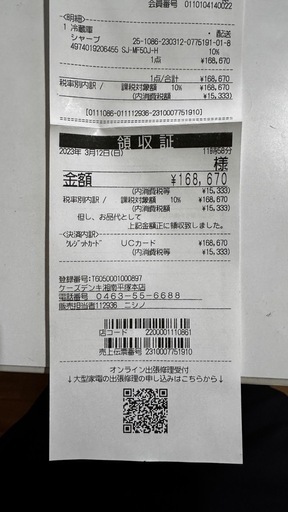 会員番号 0110104140022
<明細>
1 冷蔵庫 ・ 配送
シャープ 25-1086-230312-0775191-01-8
4974019206455 SJ-MF50J-H 10%
1点 ¥168,670
1点/合計 ¥168,670
税率別内訳 / 課税対象額 10% ¥168,670
(内消費税額 ¥15,333)
[0111086-011112936-2310007751910]
領収証
2023年 3月12日(日) 11時58分
様
金額 ¥168,670
(内消費税等 ¥15,333)
税率別内訳 / 課税対象額 10% ¥168,670
(内消費税額 ¥15,333)
但し、お品代として
上記金額正に領収致しました。
<決済内訳>
クレジットカード UCカード ¥168,670
(内消費税等 ¥15,333)
登録番号:T6050001000897
ケーズデンキ湘南平塚本店
電話番号 0463-55-6688
販売担当者112936 ニシノ
店コード 2200001110861
売上伝票番号 2310007751910
オンライン出張修理受付
↓大型家電の出張修理の申し込みはこちらから↓